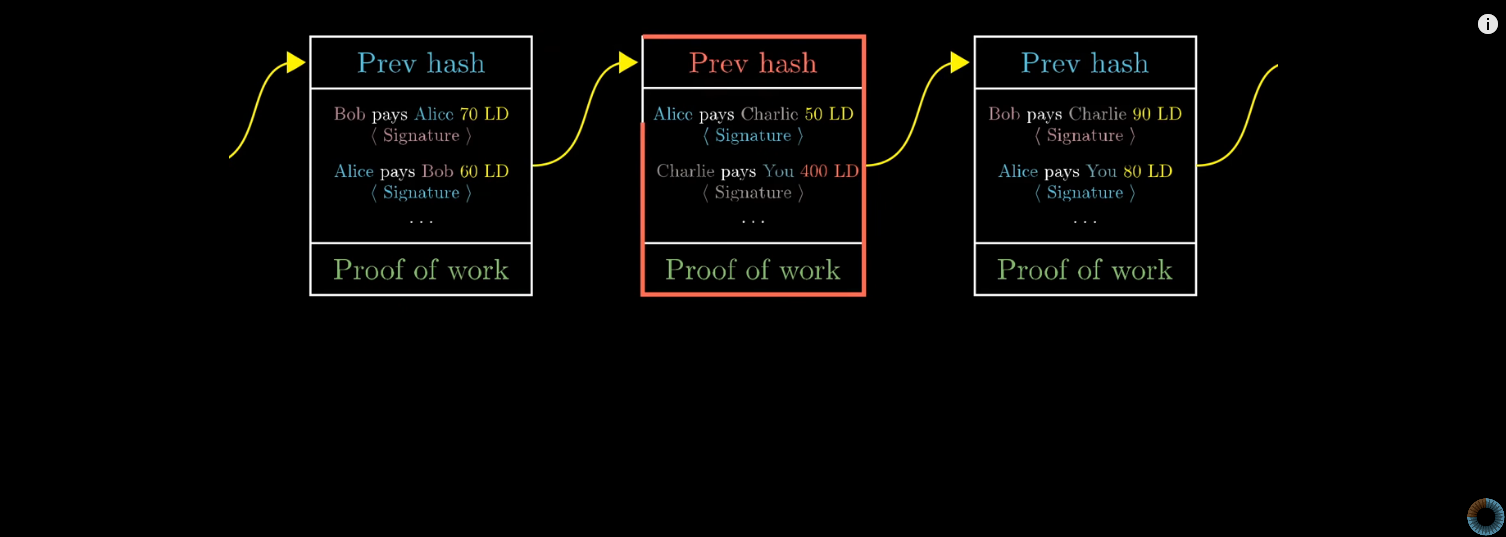 Prev hash
Bob pays Alice 70 LD
⟨ Signature ⟩
Alice pays Bob 60 LD
⟨ Signature ⟩
...
Proof of work
Prev hash
Alice pays Charlie 50 LD
⟨ Signature ⟩
Charlie pays You 400 LD
⟨ Signature ⟩
...
Proof of work
Prev hash
Bob pays Charlie 90 LD
⟨ Signature ⟩
Alice pays You 80 LD
⟨ Signature ⟩
...
Proof of work